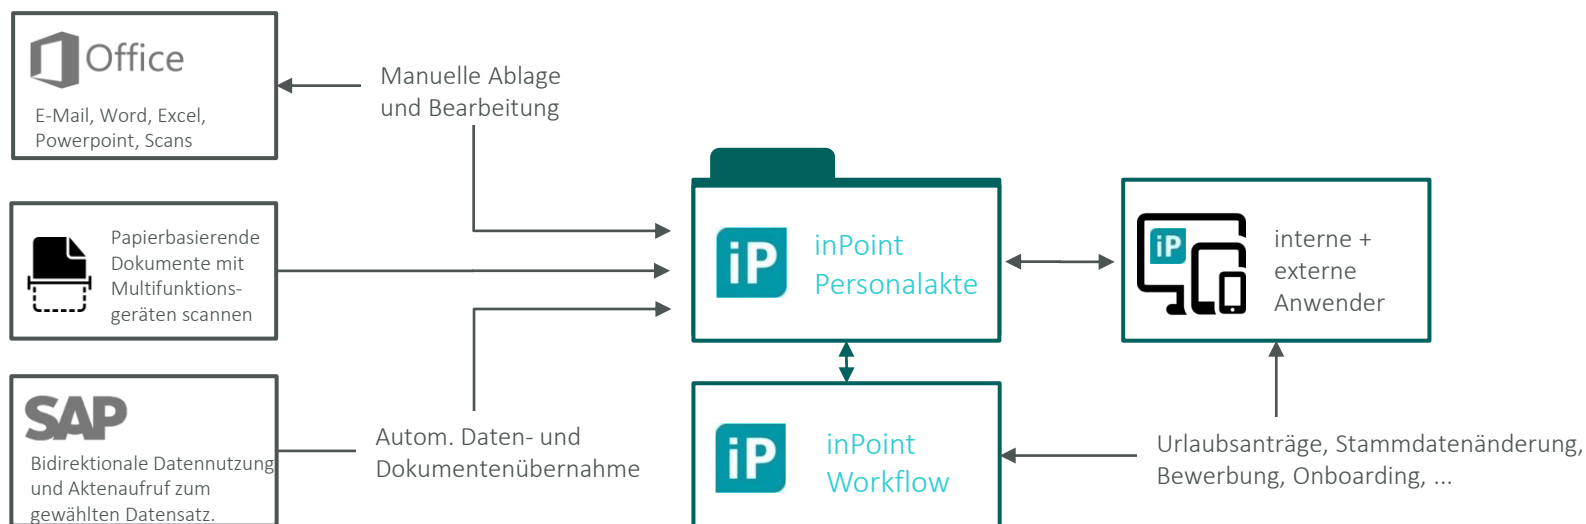 Office
E-Mail, Word, Excel,
Powerpoint, Scans
Manuelle Ablage
und Bearbeitung
Papierbasierende
Dokumente mit
Multifunktions-
geräten scannen
SAP
Bidirektionale Datennutzung
und Aktenaufruf zum
gewählten Datensatz.
Autom. Daten- und
Dokumentenübernahme
iP
inPoint
Personalakte
iP
inPoint
Workflow
iP
interne +
externe
Anwender
Urlaubsanträge, Stammdatenänderung,
Bewerbung, Onboarding, ...